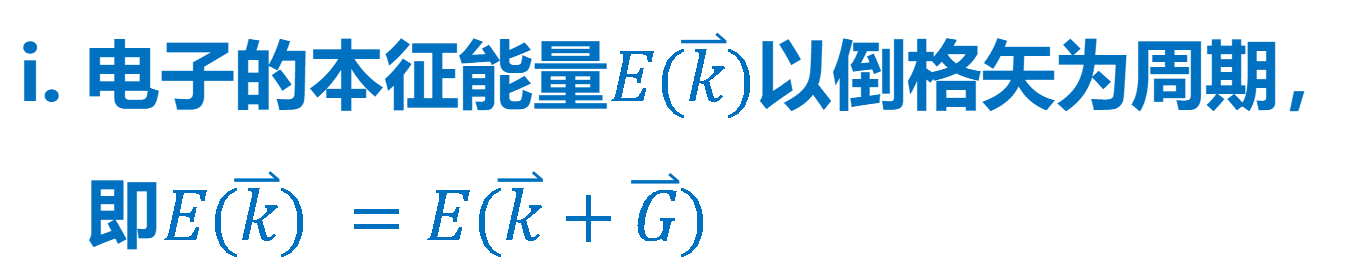 i. 电子的本征能量𝐸(𝑘⃗)以倒格矢为周期，
即𝐸(𝑘⃗) = 𝐸(𝑘⃗ + 𝐺⃗)